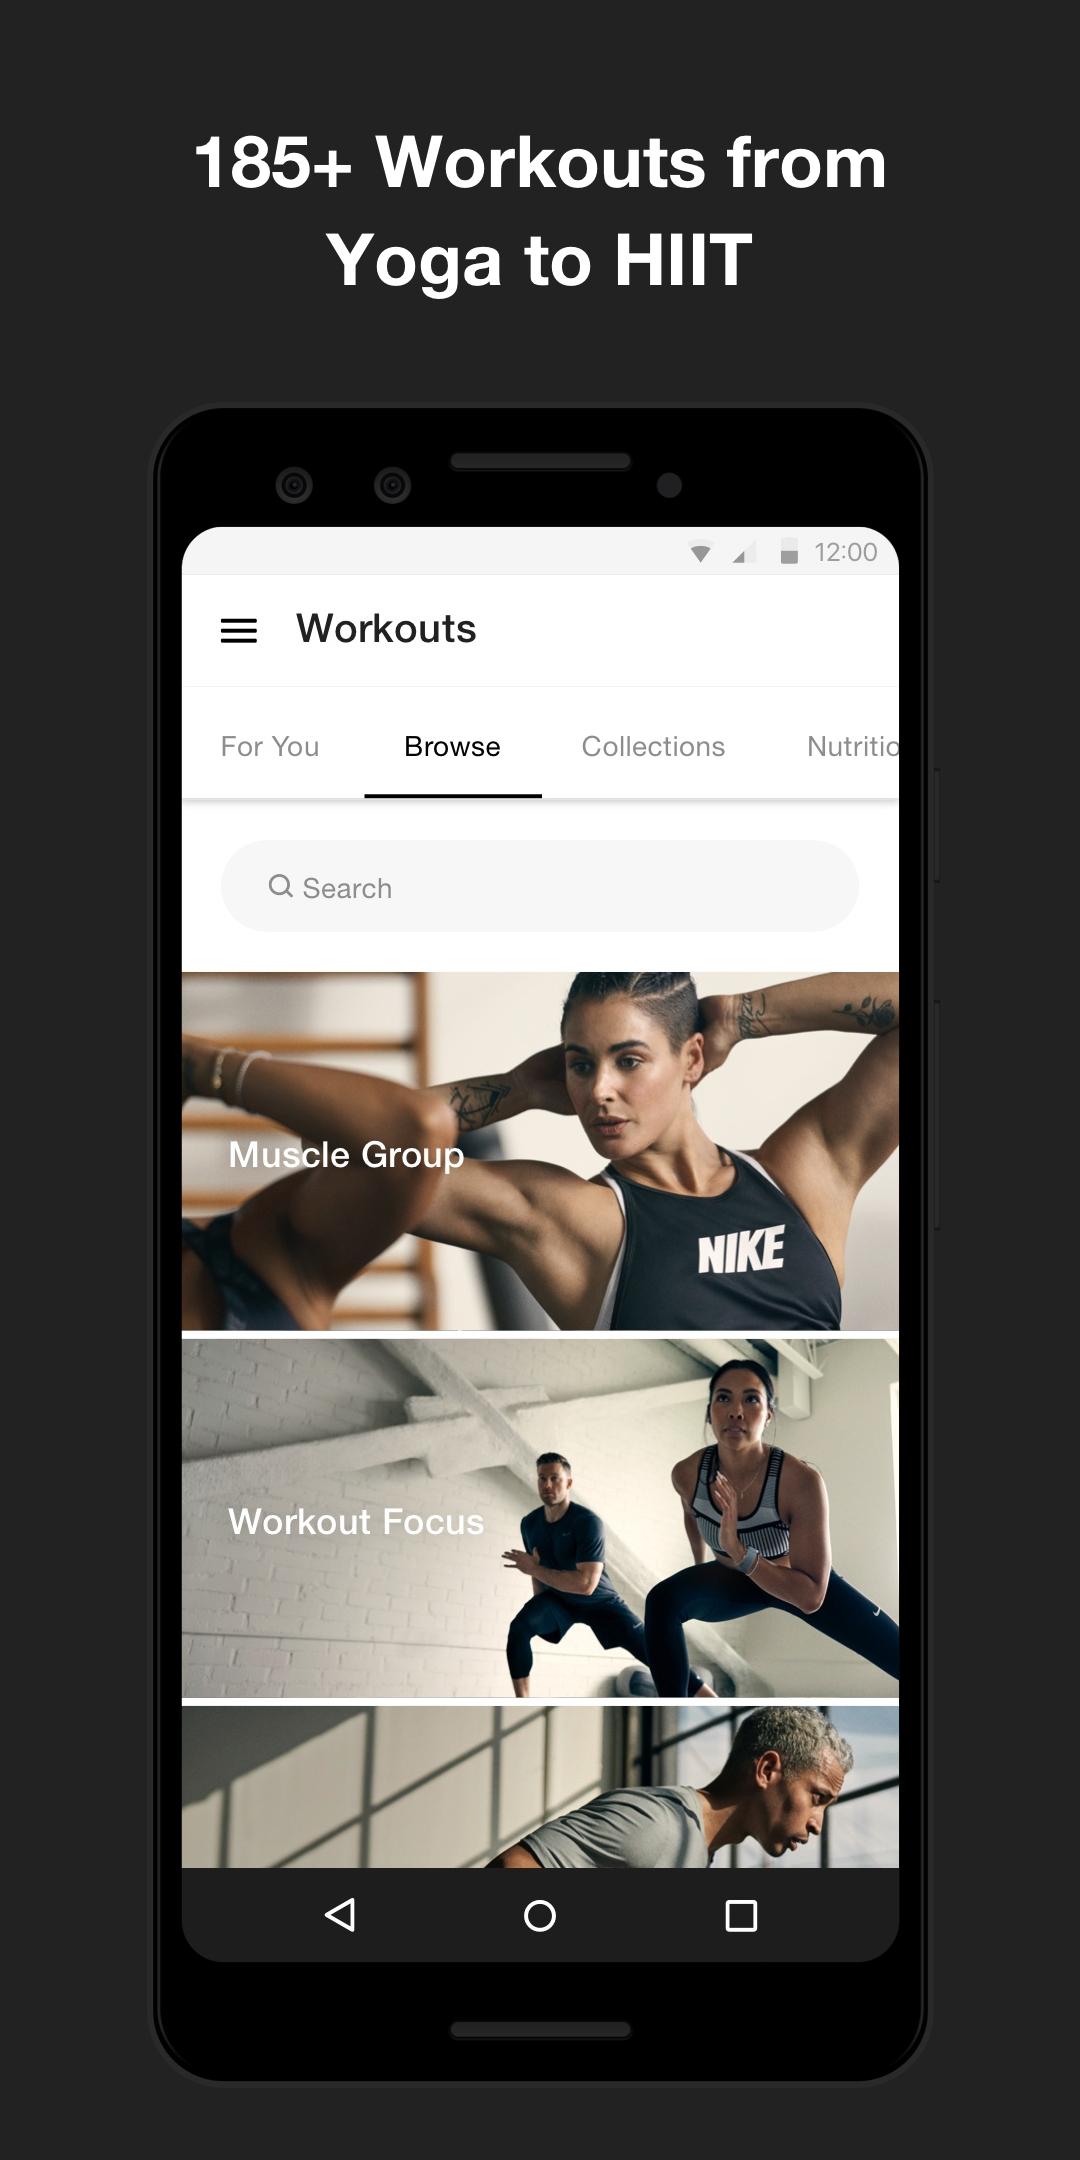 185+ Workouts from
Yoga to HIIT
12:00
Workouts
For You Browse Collections Nutritio
Search
Muscle Group
NIKE
Workout Focus